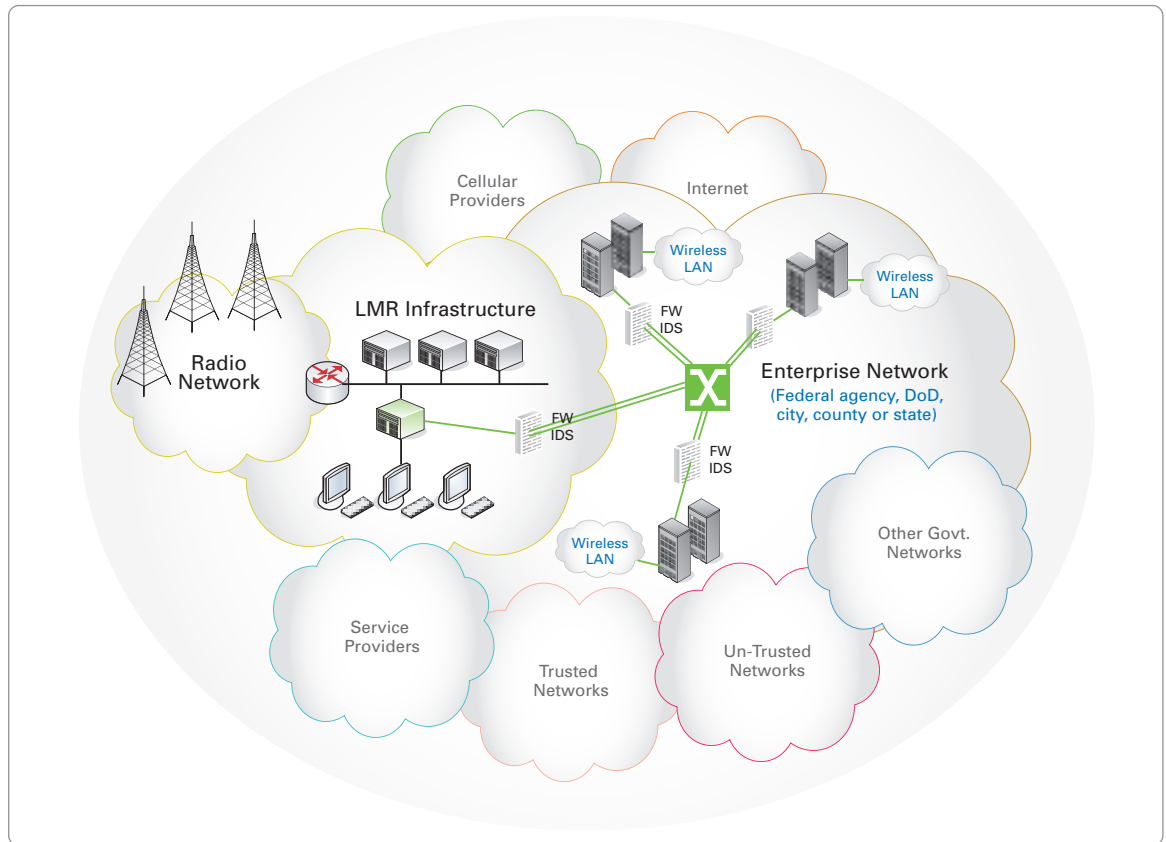 Cellular
Providers
Internet
Wireless
LAN
Wireless
LAN
LMR Infrastructure
FW
IDS
Radio
Network
Enterprise Network
(Federal agency, DoD,
city, county or state)
FW
IDS
FW
IDS
Wireless
LAN
Other Govt.
Networks
Service
Providers
Trusted
Networks
Un-Trusted
Networks